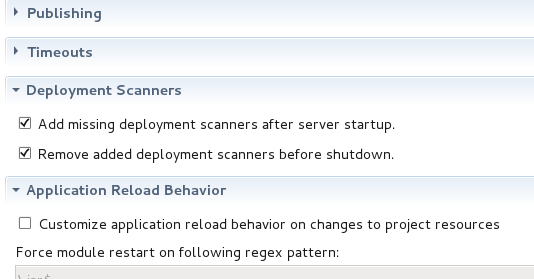 Publishing
Timeouts
Deployment Scanners
Add missing deployment scanners after server startup.
Remove added deployment scanners before shutdown.
Application Reload Behavior
Customize application reload behavior on changes to project resources
Force module restart on following regex pattern: